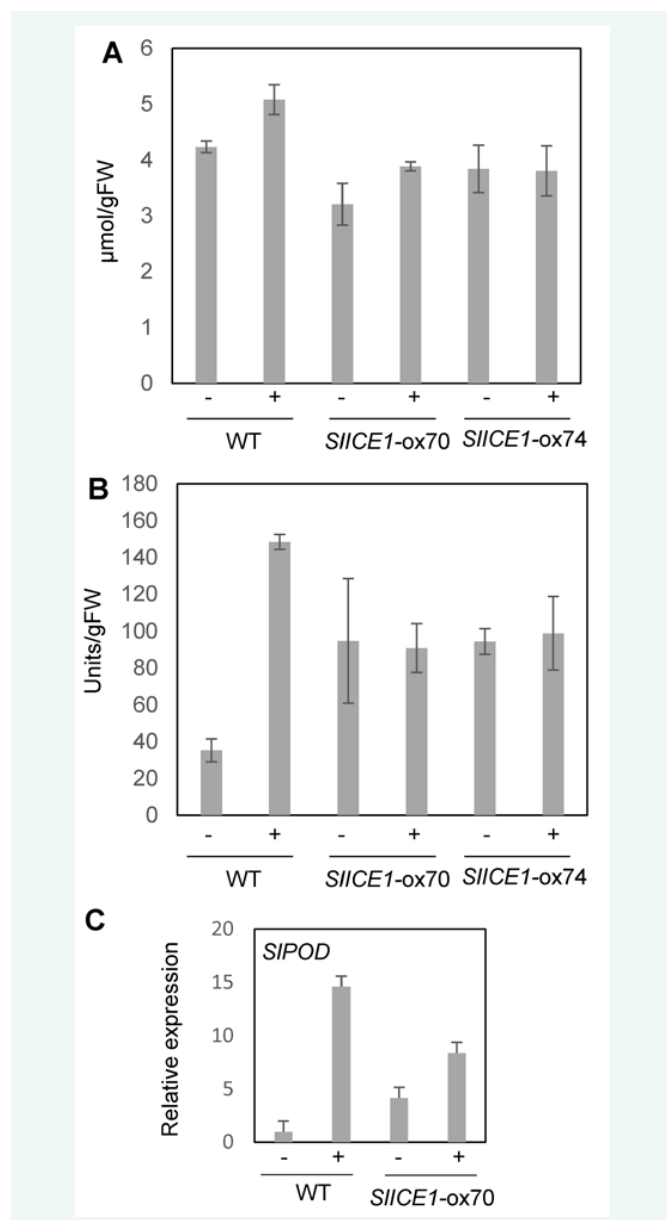 A
6
5
4
3
2
1
0
μmol/gFW
- + - + - +
WT SlICE1-ox70 SlICE1-ox74
B
180
160
140
120
100
80
60
40
20
0
Units/gFW
- + - + - +
WT SlICE1-ox70 SlICE1-ox74
C
SlPOD
20
15
10
5
0
Relative expression
- + - +
WT SlICE1-ox70